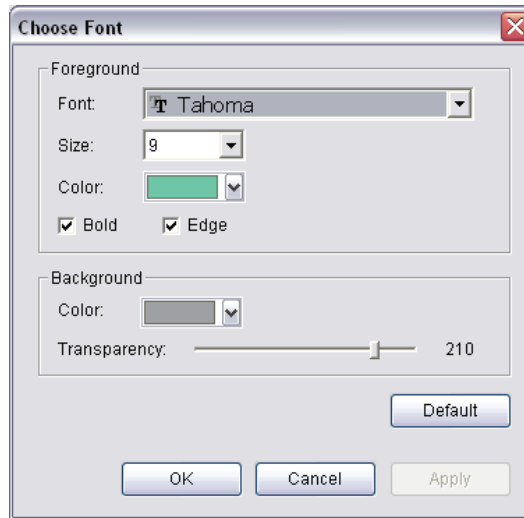 Choose Font
Foreground
Font: Tahoma
Size: 9
Color:
Bold Edge
Background
Color:
Transparency: 210
Default
OK Cancel Apply